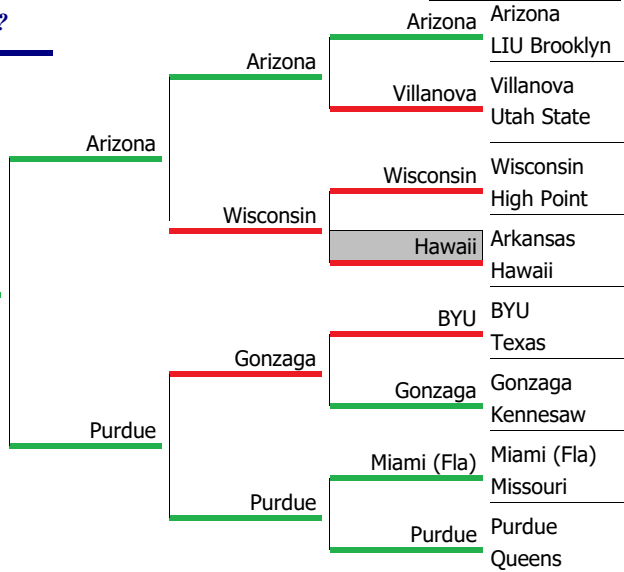 ?
Arizona
Arizona
LIU Brooklyn
Arizona
Villanova
Villanova
Utah State
Arizona
Wisconsin
Wisconsin
High Point
Wisconsin
Hawaii
Arkansas
Hawaii
BYU
BYU
Texas
Gonzaga
Gonzaga
Gonzaga
Kennesaw
Purdue
Miami (Fla)
Miami (Fla)
Missouri
Purdue
Purdue
Purdue
Queens